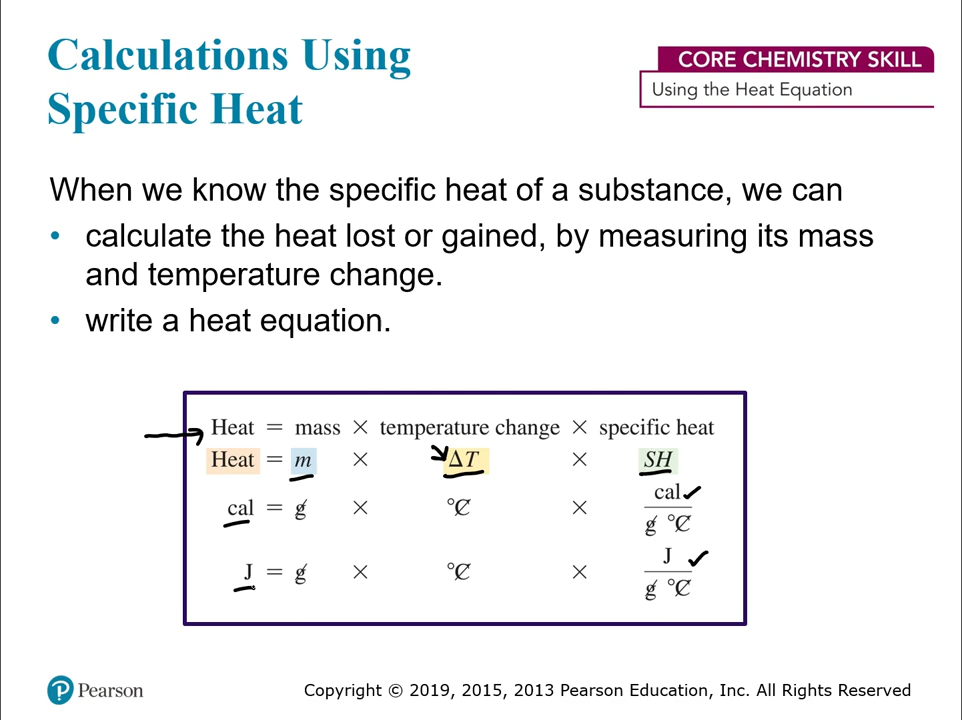 Calculations Using
Specific Heat
CORE CHEMISTRY SKILL
Using the Heat Equation
When we know the specific heat of a substance, we can
• calculate the heat lost or gained, by measuring its mass
and temperature change.
• write a heat equation.
Heat = mass × temperature change × specific heat
Heat = m × ΔT × SH
cal = g × °C × cal / g °C
J = g × °C × J / g °C
Pearson
Copyright © 2019, 2015, 2013 Pearson Education, Inc. All Rights Reserved